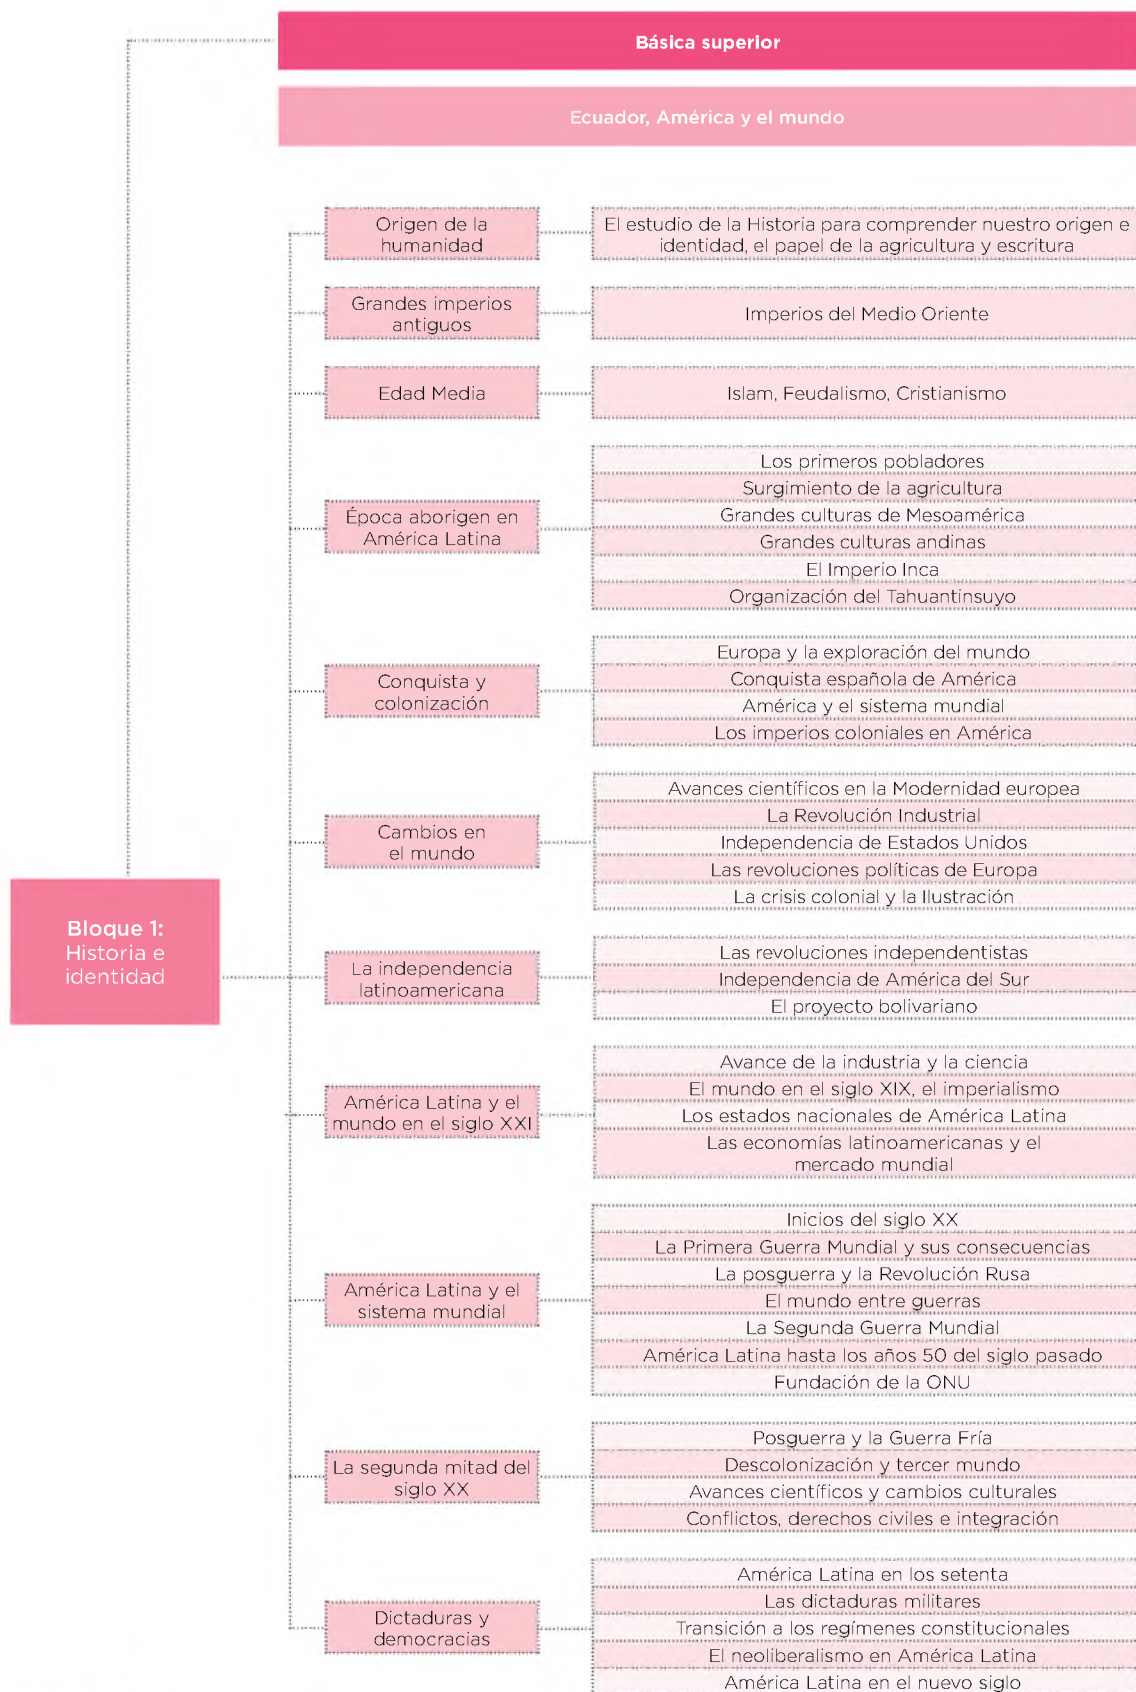 Básica superior
Ecuador, América y el mundo
Origen de la
humanidad
El estudio de la Historia para comprender nuestro origen e
identidad, el papel de la agricultura y escritura
Grandes imperios
antiguos
Imperios del Medio Oriente
Edad Media
Islam, Feudalismo, Cristianismo
Época aborigen en
América Latina
Los primeros pobladores
Surgimiento de la agricultura
Grandes culturas de Mesoamérica
Grandes culturas andinas
El Imperio Inca
Organización del Tahuantinsuyo
Conquista y
colonización
Europa y la exploración del mundo
Conquista española de América
América y el sistema mundial
Los imperios coloniales en América
Cambios en
el mundo
Avances científicos en la Modernidad europea
La Revolución Industrial
Independencia de Estados Unidos
Las revoluciones políticas de Europa
La crisis colonial y la Ilustración
Bloque 1:
Historia e
identidad
La independencia
latinoamericana
Las revoluciones independentistas
Independencia de América del Sur
El proyecto bolivariano
América Latina y el
mundo en el siglo XXI
Avance de la industria y la ciencia
El mundo en el siglo XIX, el imperialismo
Los estados nacionales de América Latina
Las economías latinoamericanas y el
mercado mundial
América Latina y el
sistema mundial
Inicios del siglo XX
La Primera Guerra Mundial y sus consecuencias
La posguerra y la Revolución Rusa
El mundo entre guerras
La Segunda Guerra Mundial
América Latina hasta los años 50 del siglo pasado
Fundación de la ONU
La segunda mitad del
siglo XX
Posguerra y la Guerra Fría
Descolonización y tercer mundo
Avances científicos y cambios culturales
Conflictos, derechos civiles e integración
Dictaduras y
democracias
América Latina en los setenta
Las dictaduras militares
Transición a los regímenes constitucionales
El neoliberalismo en América Latina
América Latina en el nuevo siglo